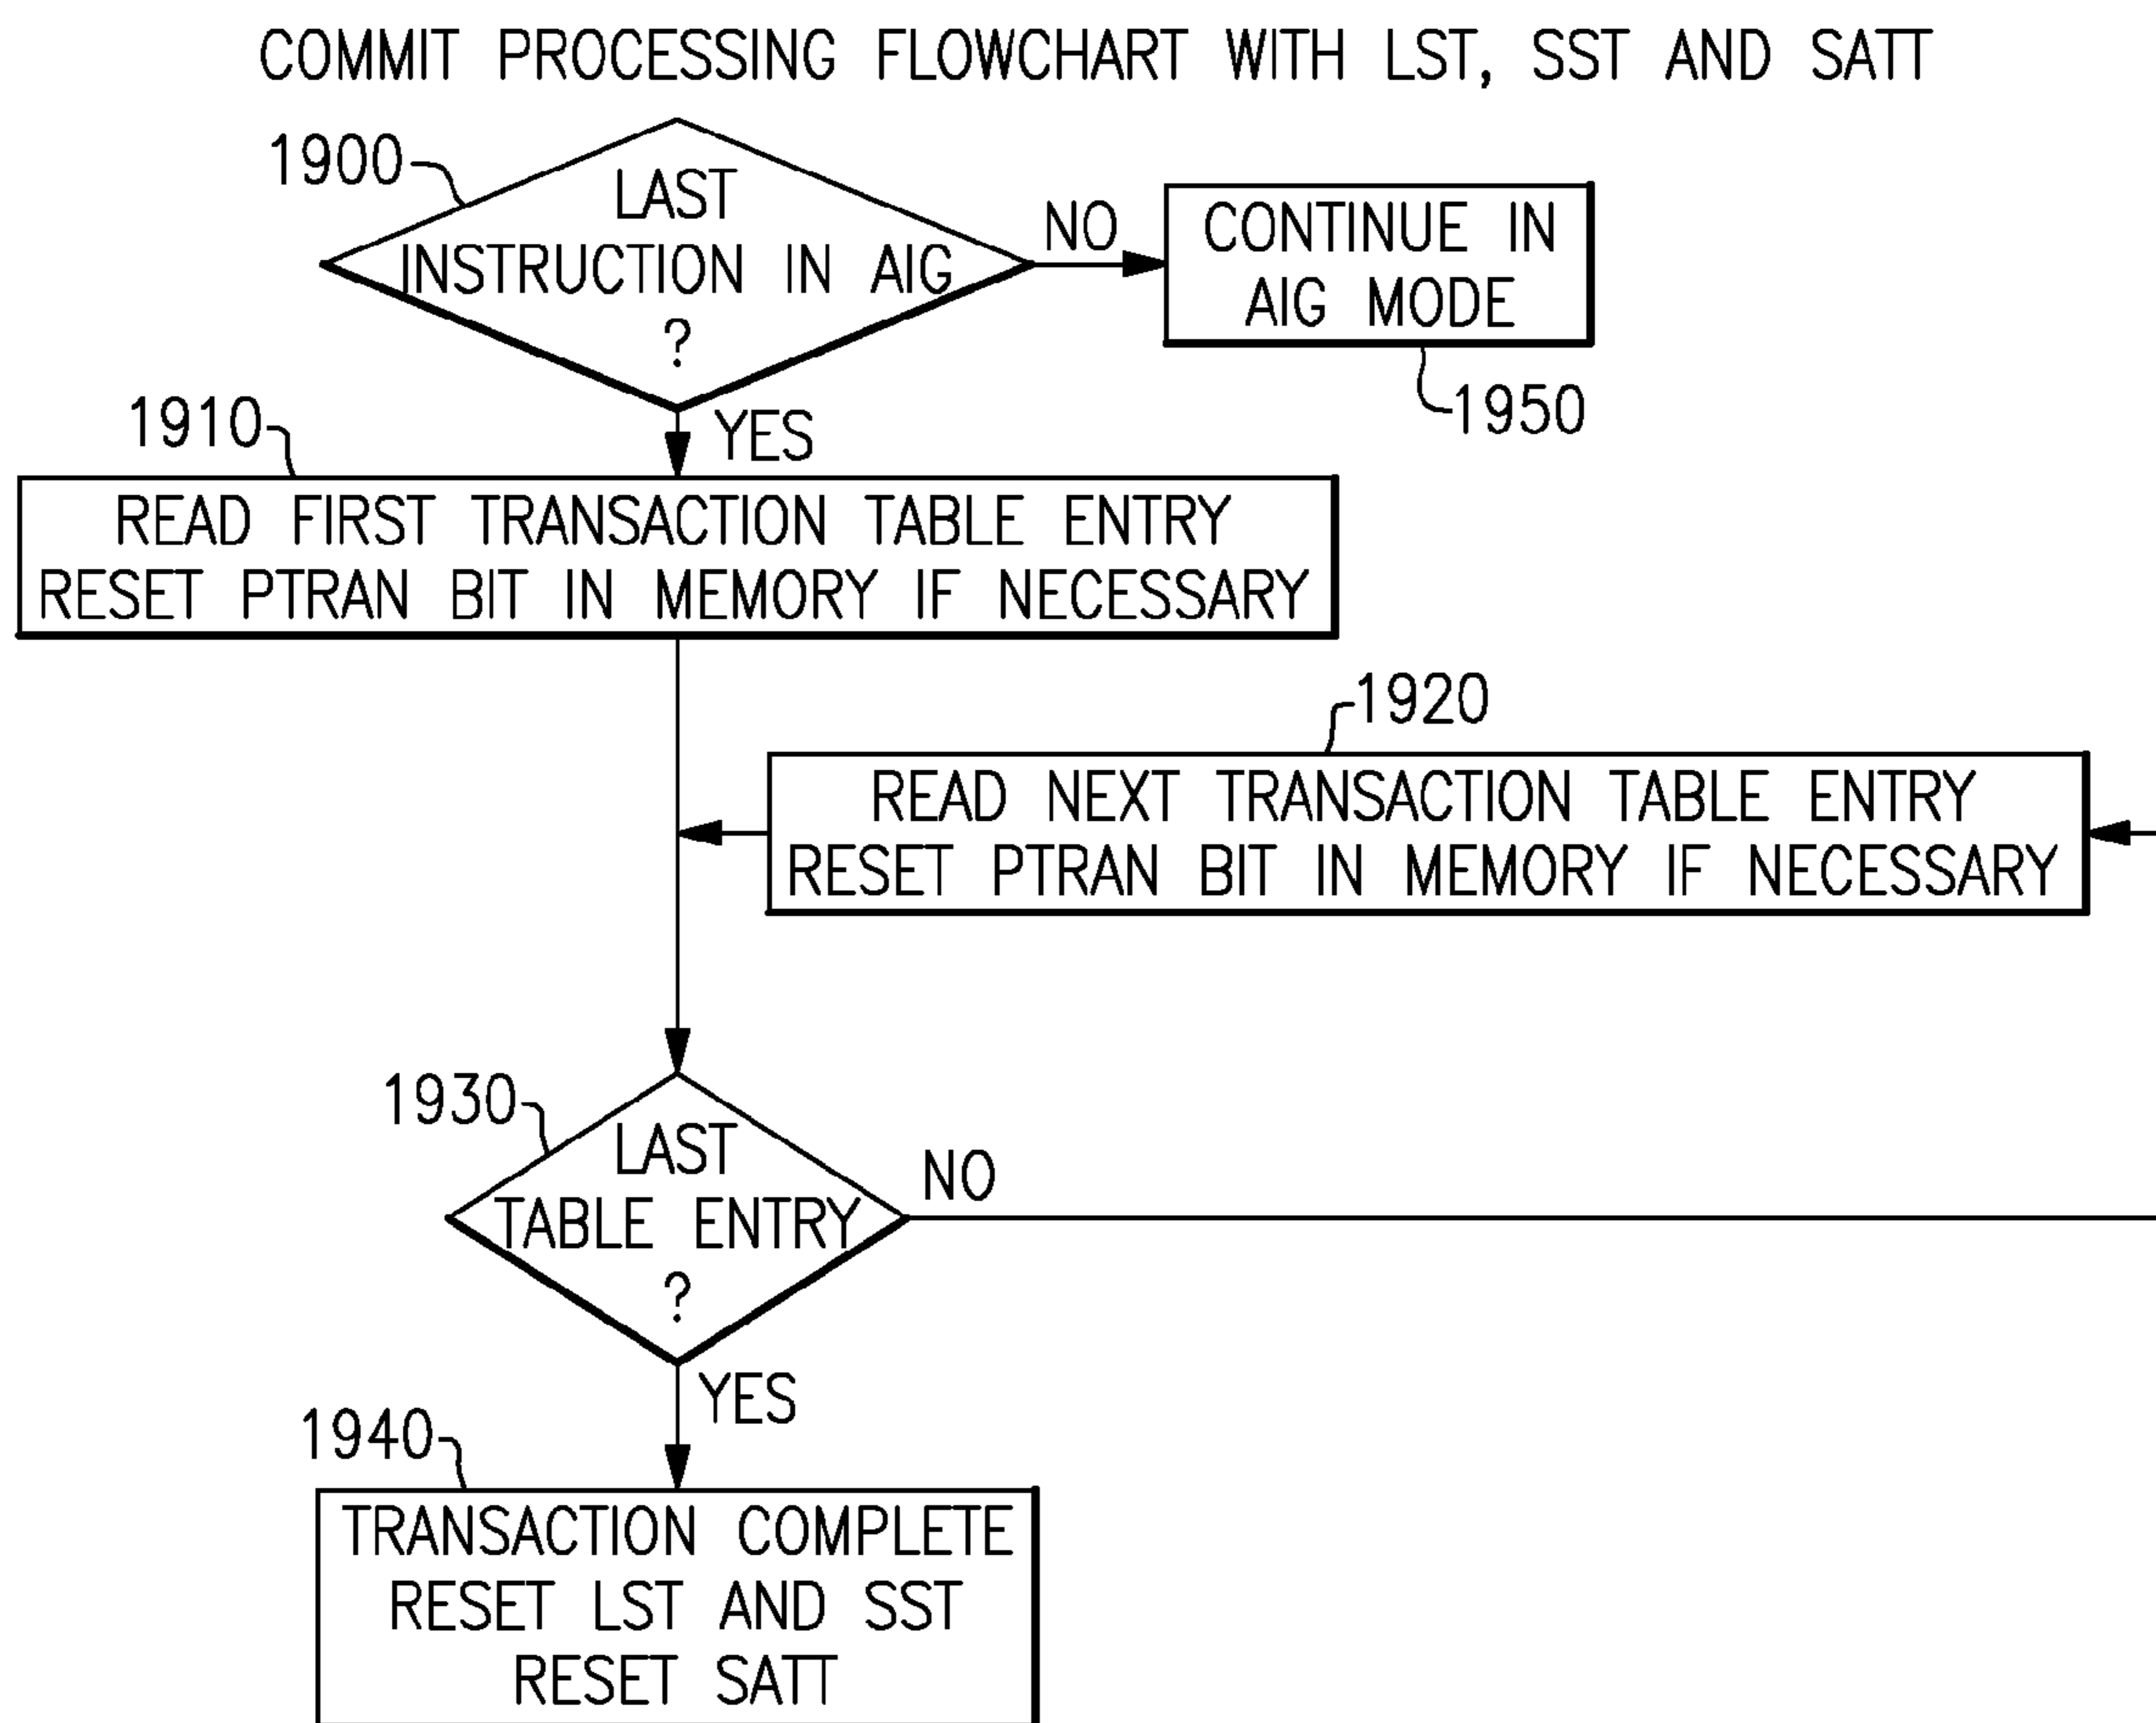 COMMIT PROCESSING FLOWCHART WITH LST, SST AND SATT
1900
LAST
INSTRUCTION IN AIG
?
NO
CONTINUE IN
AIG MODE
1950
YES
1910
READ FIRST TRANSACTION TABLE ENTRY
RESET PTRAN BIT IN MEMORY IF NECESSARY
1920
READ NEXT TRANSACTION TABLE ENTRY
RESET PTRAN BIT IN MEMORY IF NECESSARY
1930
LAST
TABLE ENTRY
?
NO
YES
1940
TRANSACTION COMPLETE
RESET LST AND SST
RESET SATT